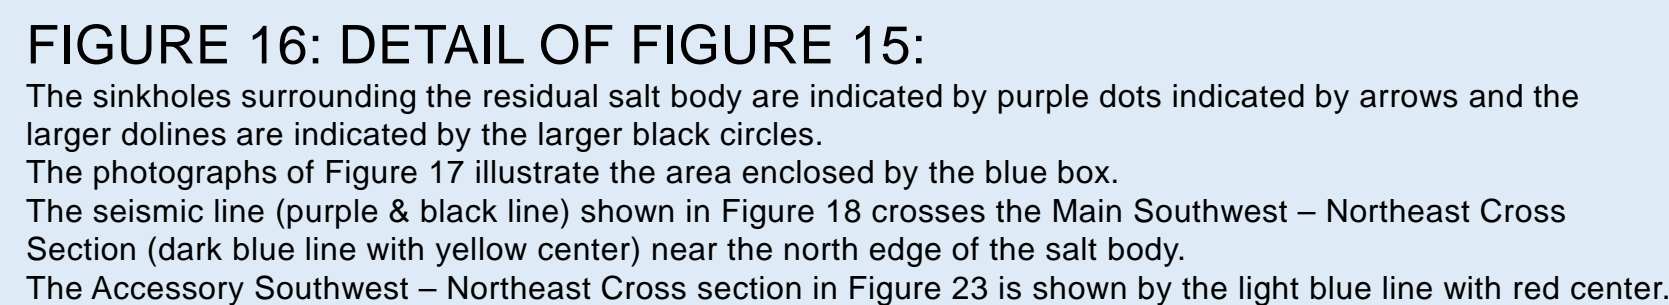 FIGURE 16: DETAIL OF FIGURE 15:
The sinkholes surrounding the residual salt body are indicated by purple dots indicated by arrows and the
larger dolines are indicated by the larger black circles.
The photographs of Figure 17 illustrate the area enclosed by the blue box.
The seismic line (purple & black line) shown in Figure 18 crosses the Main Southwest – Northeast Cross
Section (dark blue line with yellow center) near the north edge of the salt body.
The Accessory Southwest – Northeast Cross section in Figure 23 is shown by the light blue line with red center.